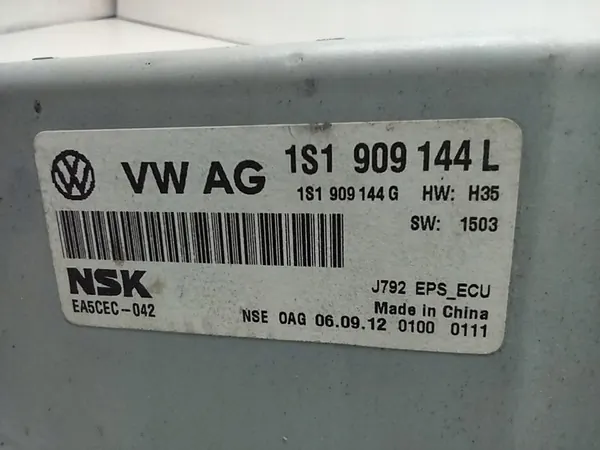 VW AG 1S1 909 144 L
1S1 909 144 G HW: H35
SW: 1503
NSK
EA5CEC-042
J792 EPS_ECU
Made in China
NSE OAG 06.09.12 0100 0111